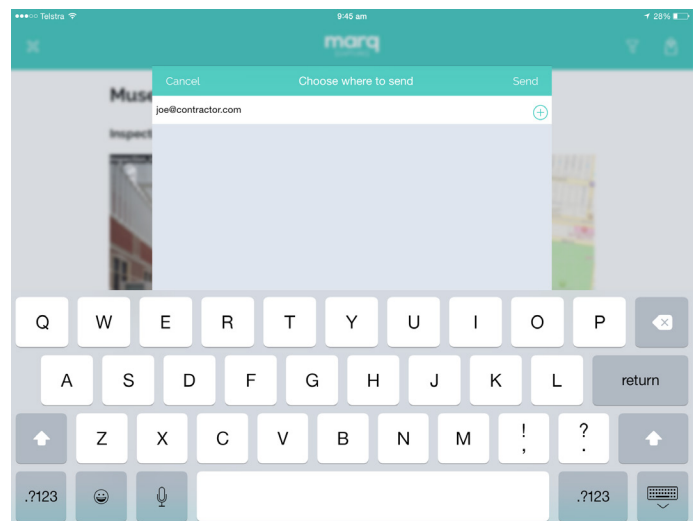 Telstra 9:45 am 28%
marq
Cancel Choose where to send Send
Muse
joe@contractor.com
Inspect
Q W E R T Y U I O P
A S D F G H J K L return
Z X C V B N M ! , ? .
.?123 .?123